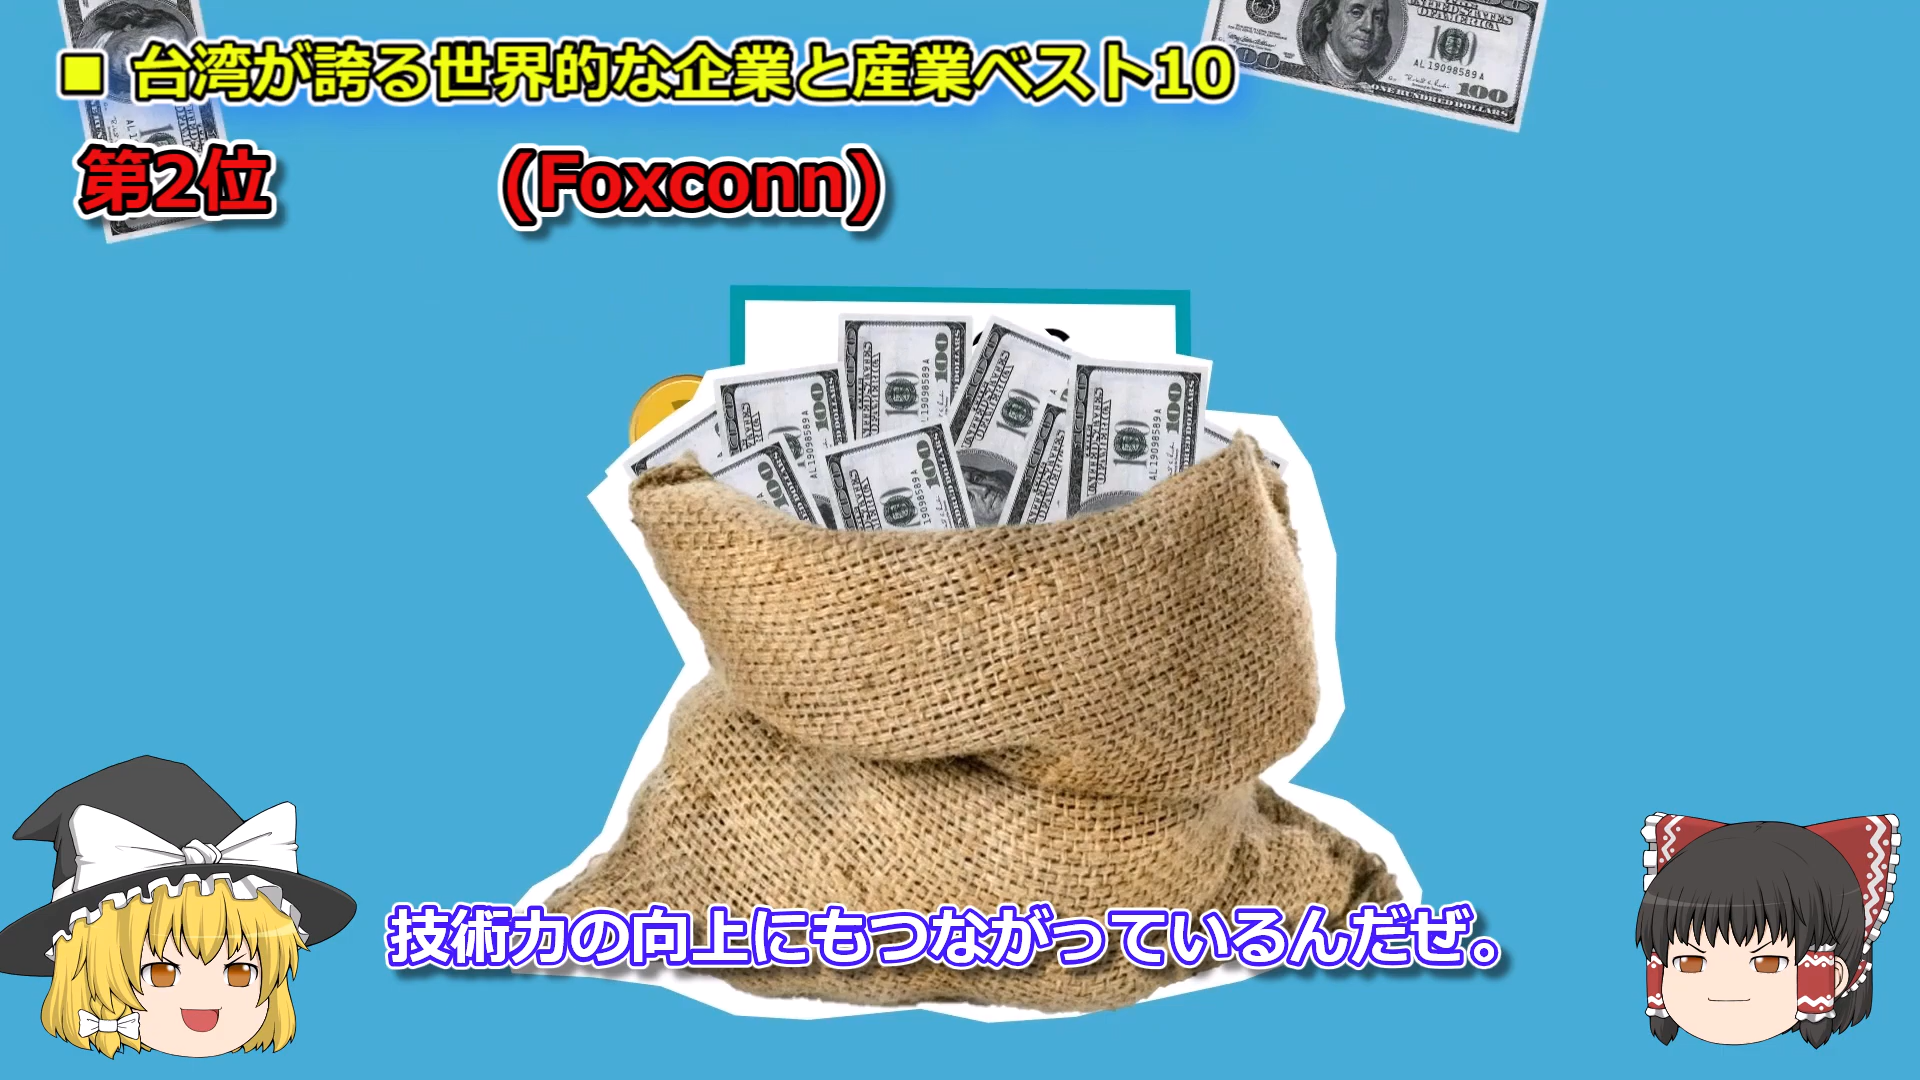 ■ 台湾が誇る世界的な企業と産業ベスト10
第2位 (Foxconn)
技術力の向上にもつながっているんだぜ。